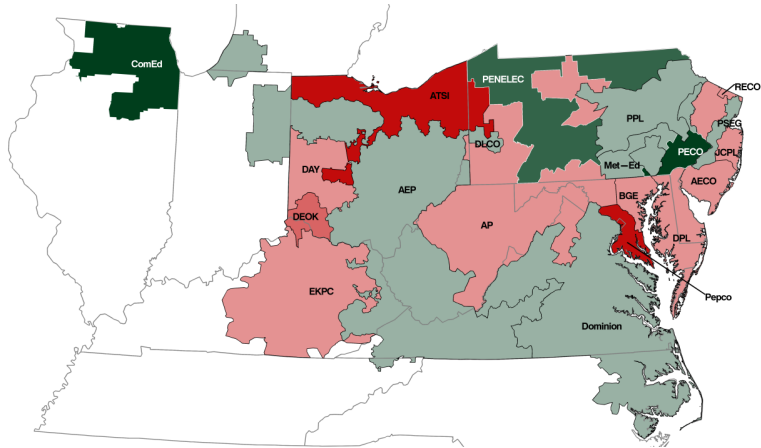 ComEd
ATSI
PENELEC
RECO
PPL
PSEG
DLCO
PECO
JCPL
Met—Ed
DAY
AEP
AECO
BGE
DEOK
AP
DPL
EKPC
Pepco
Dominion